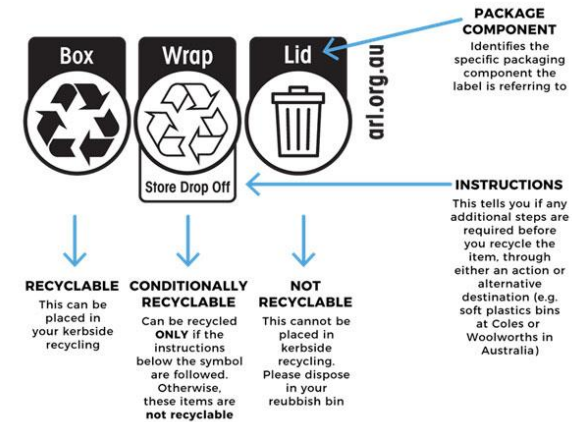 Box
Wrap
Lid
arl.org.au
Store Drop Off
PACKAGE
COMPONENT
Identifies the
specific packaging
component the
label is referring to
INSTRUCTIONS
This tells you if any
additional steps are
required before
you recycle the
item, through
either an action or
alternative
destination (e.g.
soft plastics bins
at Coles or
Woolworths in
Australia)
RECYCLABLE
This can be
placed in
your kerbside
recycling
CONDITIONALLY
RECYCLABLE
Can be recycled
ONLY if the
instructions
below the symbol
are followed.
Otherwise,
these items are
not recyclable
NOT
RECYCLABLE
This cannot be
placed in
kerbside
recycling.
Please dispose
in your
reubbish bin